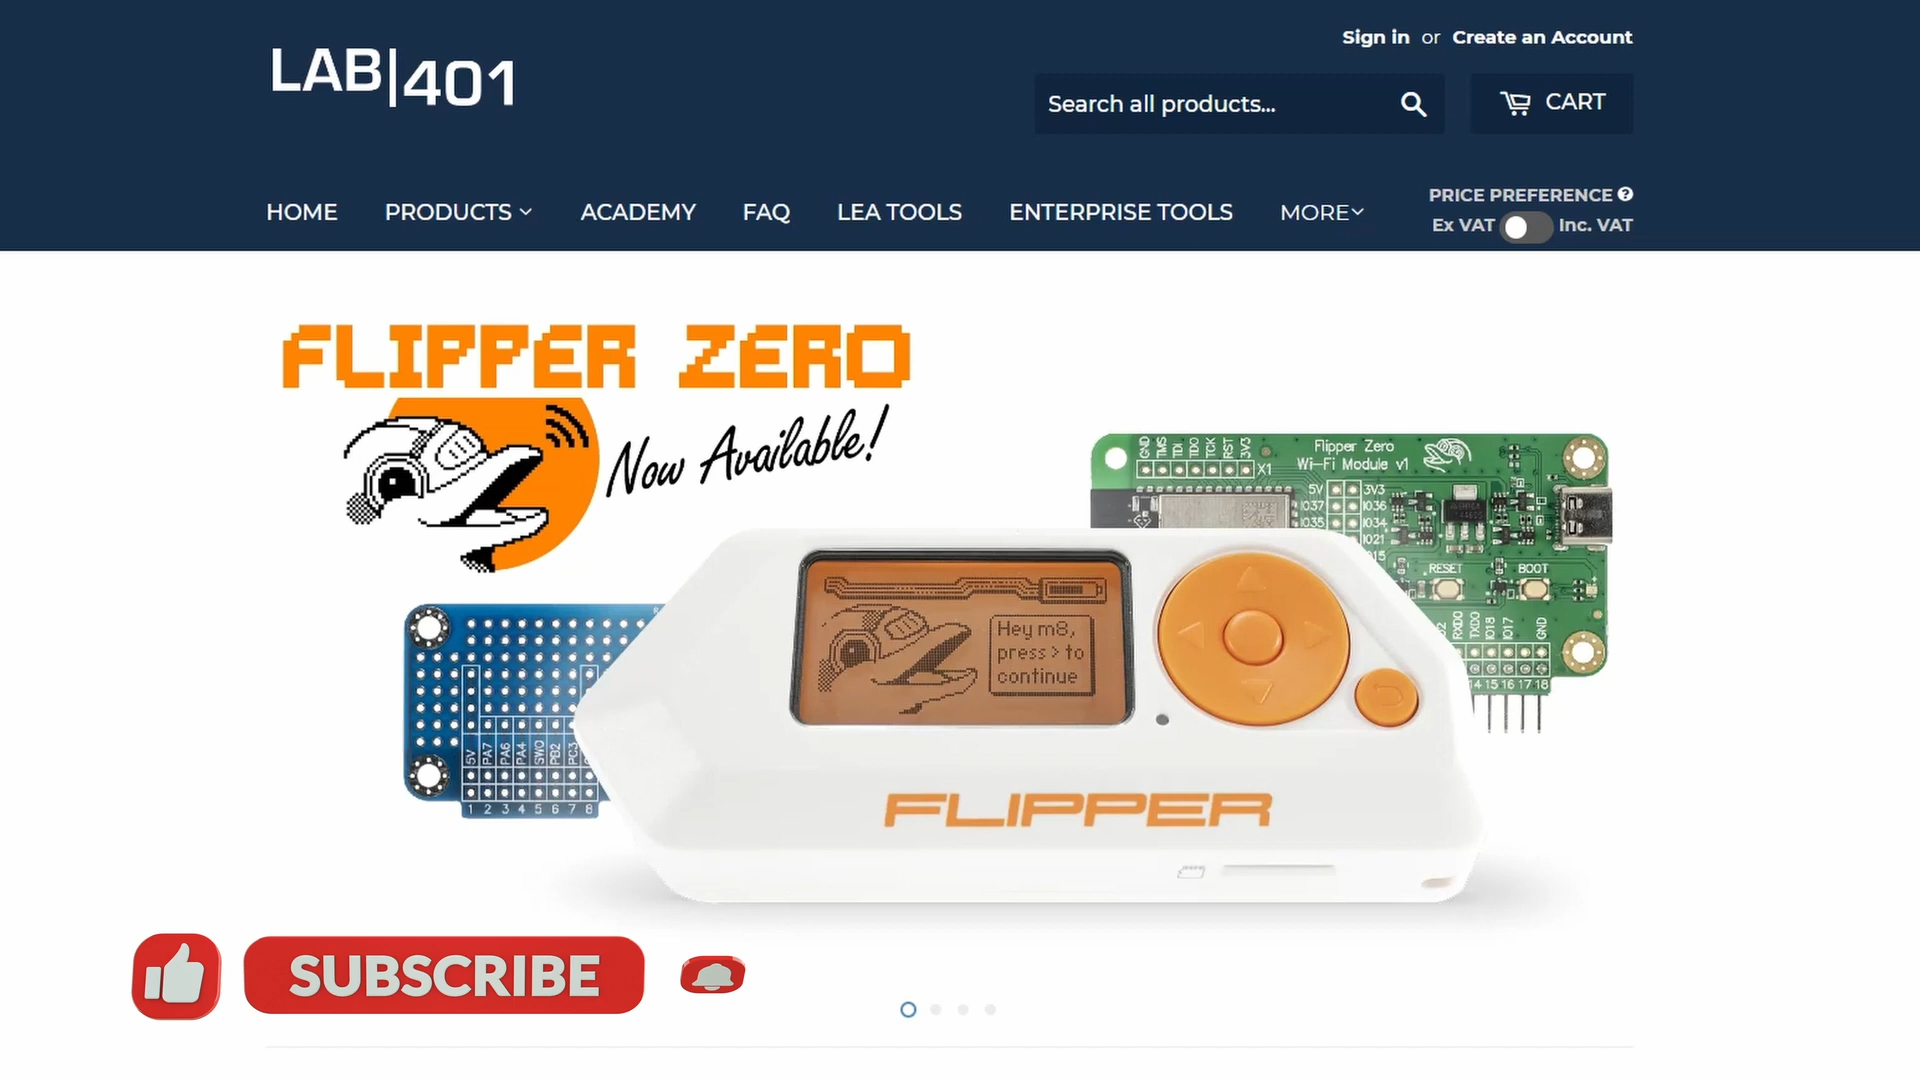 LAB|401
Sign in or Create an Account
Search all products...
CART
HOME PRODUCTS ACADEMY FAQ LEA TOOLS ENTERPRISE TOOLS MORE
PRICE PREFERENCE ?
Ex VAT Inc. VAT
FLIPPER ZERO
Now Available!
GND TMS TDI TDO TCK RST 3V3
X1
Flipper Zero
Wi-Fi Module v1
5V 3V3
IO37 IO36
IO35 IO34
IO21
RESET BOOT
RXD0 TXD0 IO18 IO17 GND
14 15 16 17 18
Hey m8,
press > to
continue
5V PA7 PA6 PA4 SWO PB2 PC3
1 2 3 4 5 6 7 8
FLIPPER
SUBSCRIBE